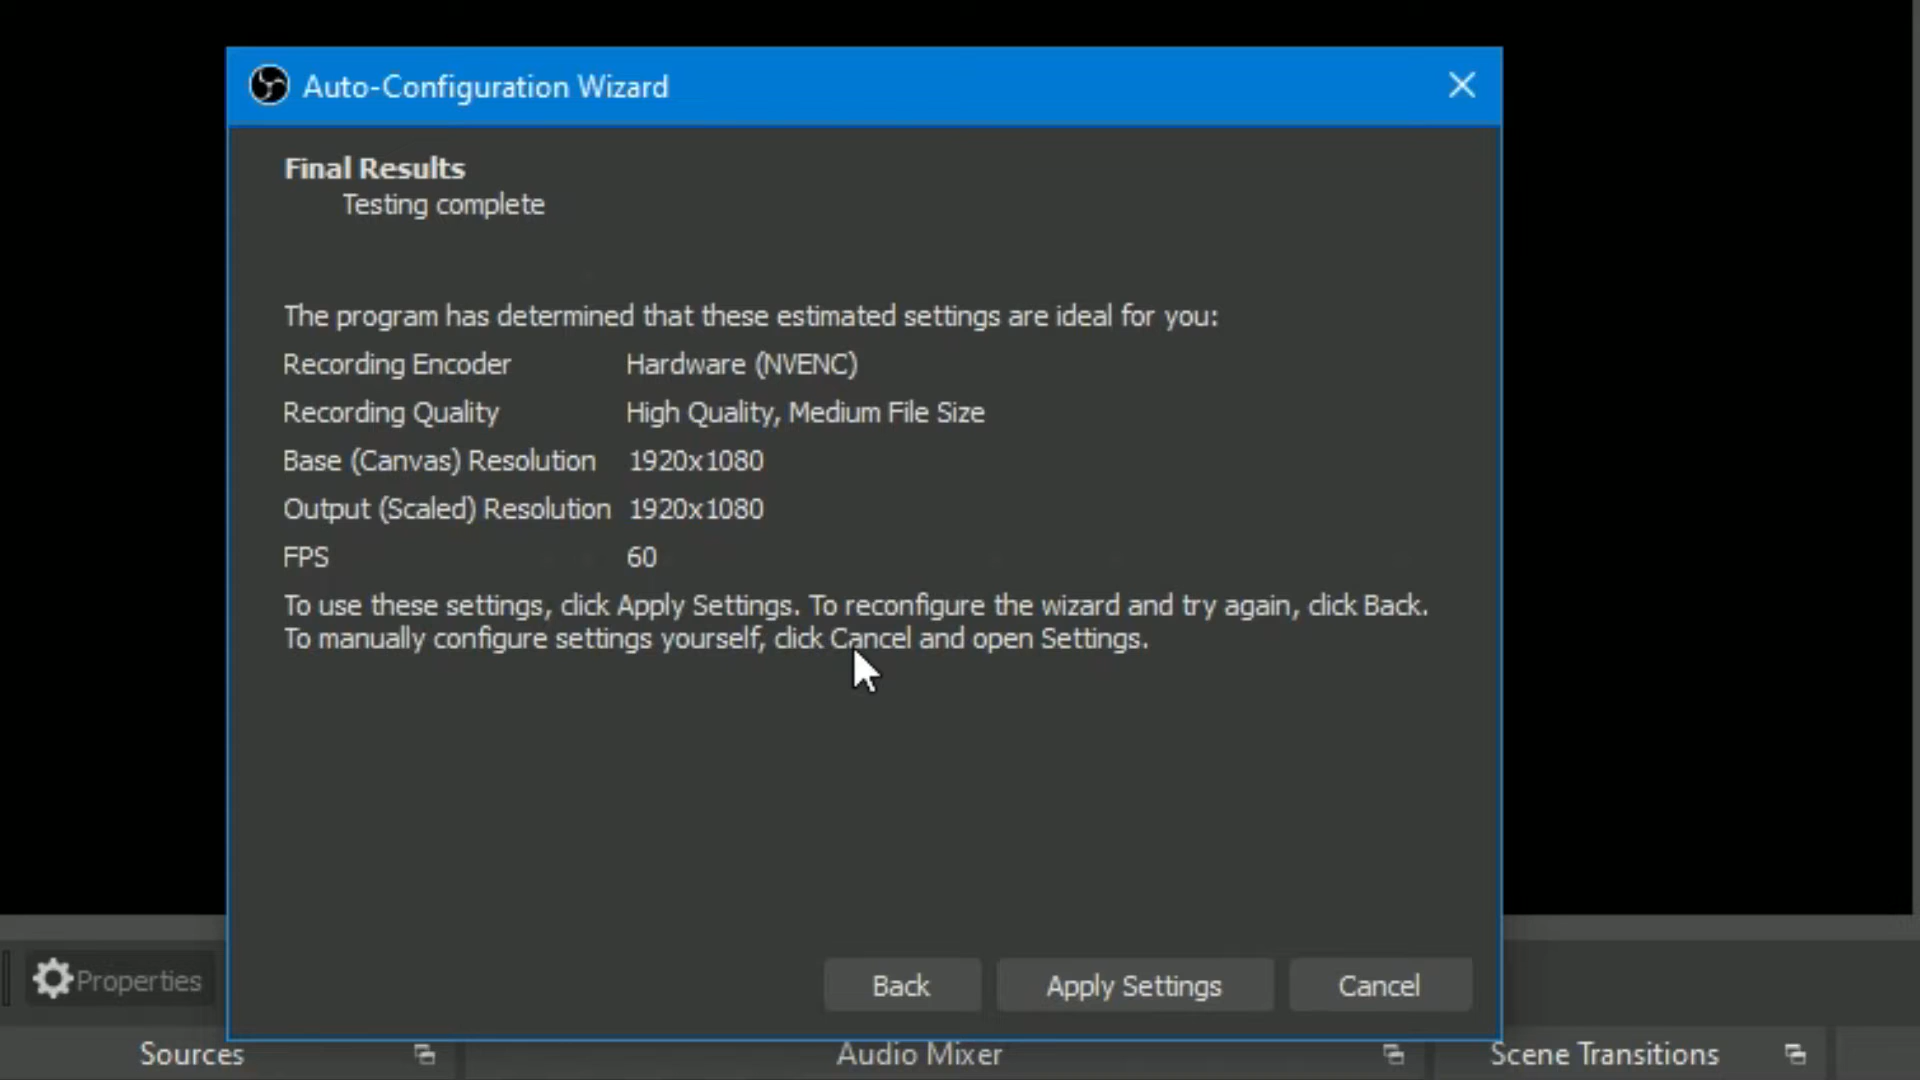 Auto-Configuration Wizard
Final Results
Testing complete
The program has determined that these estimated settings are ideal for you:
Recording Encoder Hardware (NVENC)
Recording Quality High Quality, Medium File Size
Base (Canvas) Resolution 1920x1080
Output (Scaled) Resolution 1920x1080
FPS 60
To use these settings, click Apply Settings. To reconfigure the wizard and try again, click Back.
To manually configure settings yourself, click Cancel and open Settings.
Properties
Back Apply Settings Cancel
Sources Audio Mixer Scene Transitions